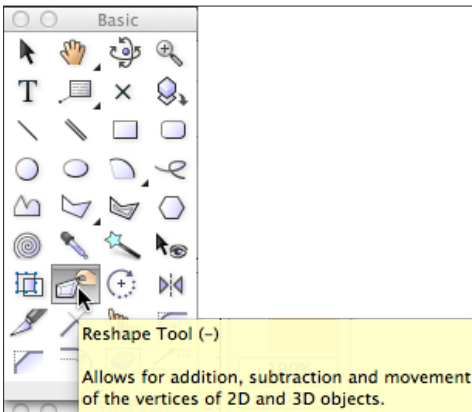 Basic
T
Reshape Tool (–)
Allows for addition, subtraction and movement
of the vertices of 2D and 3D objects.